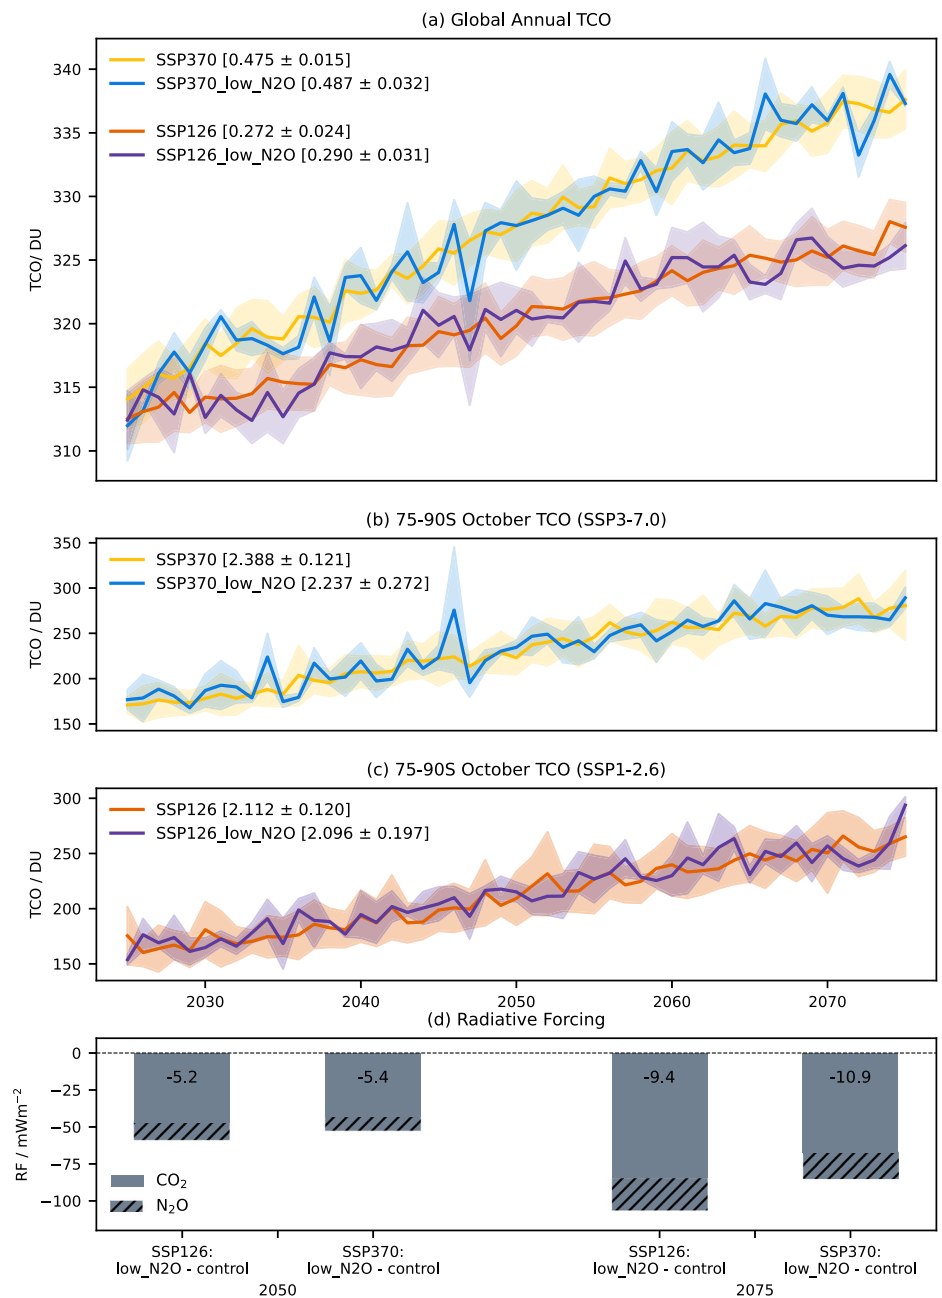 (a) Global Annual TCO
340
335
330
325
320
315
310
TCO/ DU
SSP370 [0.475 ± 0.015]
SSP370_low_N2O [0.487 ± 0.032]
SSP126 [0.272 ± 0.024]
SSP126_low_N2O [0.290 ± 0.031]
(b) 75-90S October TCO (SSP3-7.0)
350
300
250
200
150
TCO / DU
SSP370 [2.388 ± 0.121]
SSP370_low_N2O [2.237 ± 0.272]
(c) 75-90S October TCO (SSP1-2.6)
300
250
200
150
TCO / DU
SSP126 [2.112 ± 0.120]
SSP126_low_N2O [2.096 ± 0.197]
2030 2040 2050 2060 2070
(d) Radiative Forcing
0
−25
−50
−75
−100
RF / mWm⁻²
-5.2 -5.4 -9.4 -10.9
CO₂
N₂O
SSP126: SSP370: SSP126: SSP370:
low_N2O - control low_N2O - control low_N2O - control low_N2O - control
2050 2075